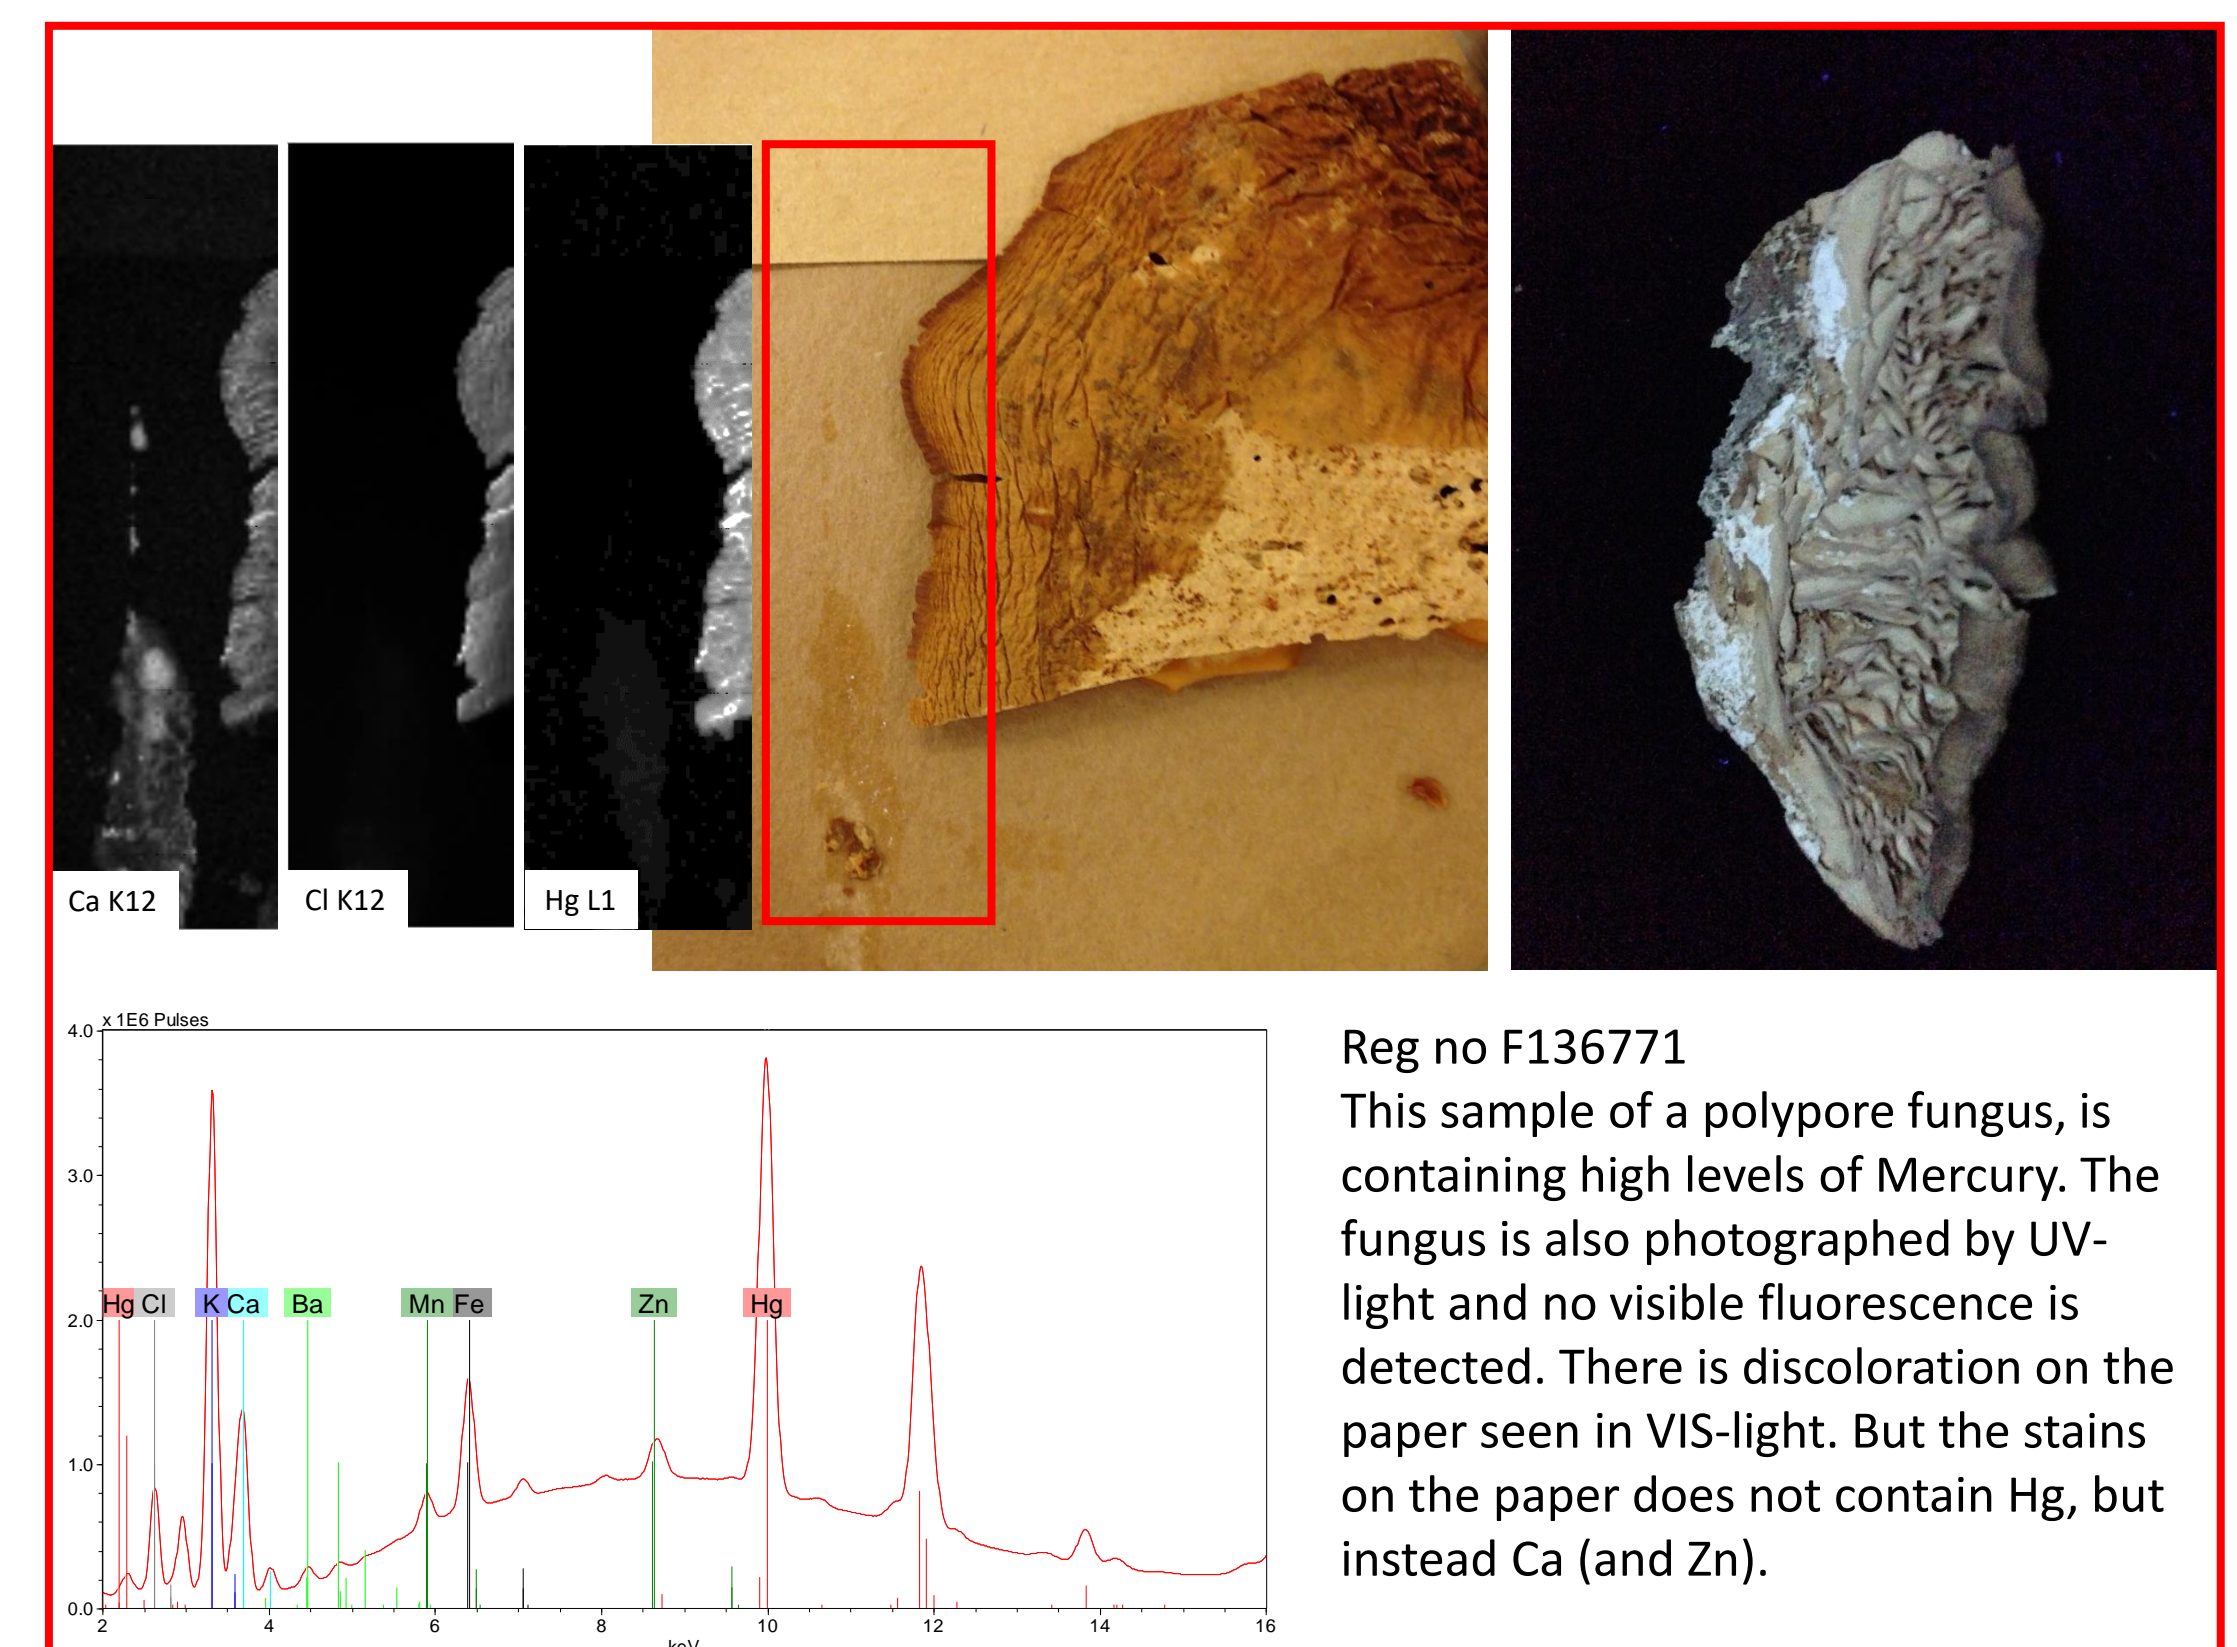 Ca K12
Cl K12
Hg L1
x 1E6 Pulses
4.0
3.0
2.0
1.0
0.0
Hg Cl K Ca Ba Mn Fe Zn Hg
2 4 6 8 10 12 14 16
keV
Reg no F136771
This sample of a polypore fungus, is
containing high levels of Mercury. The
fungus is also photographed by UV-
light and no visible fluorescence is
detected. There is discoloration on the
paper seen in VIS-light. But the stains
on the paper does not contain Hg, but
instead Ca (and Zn).